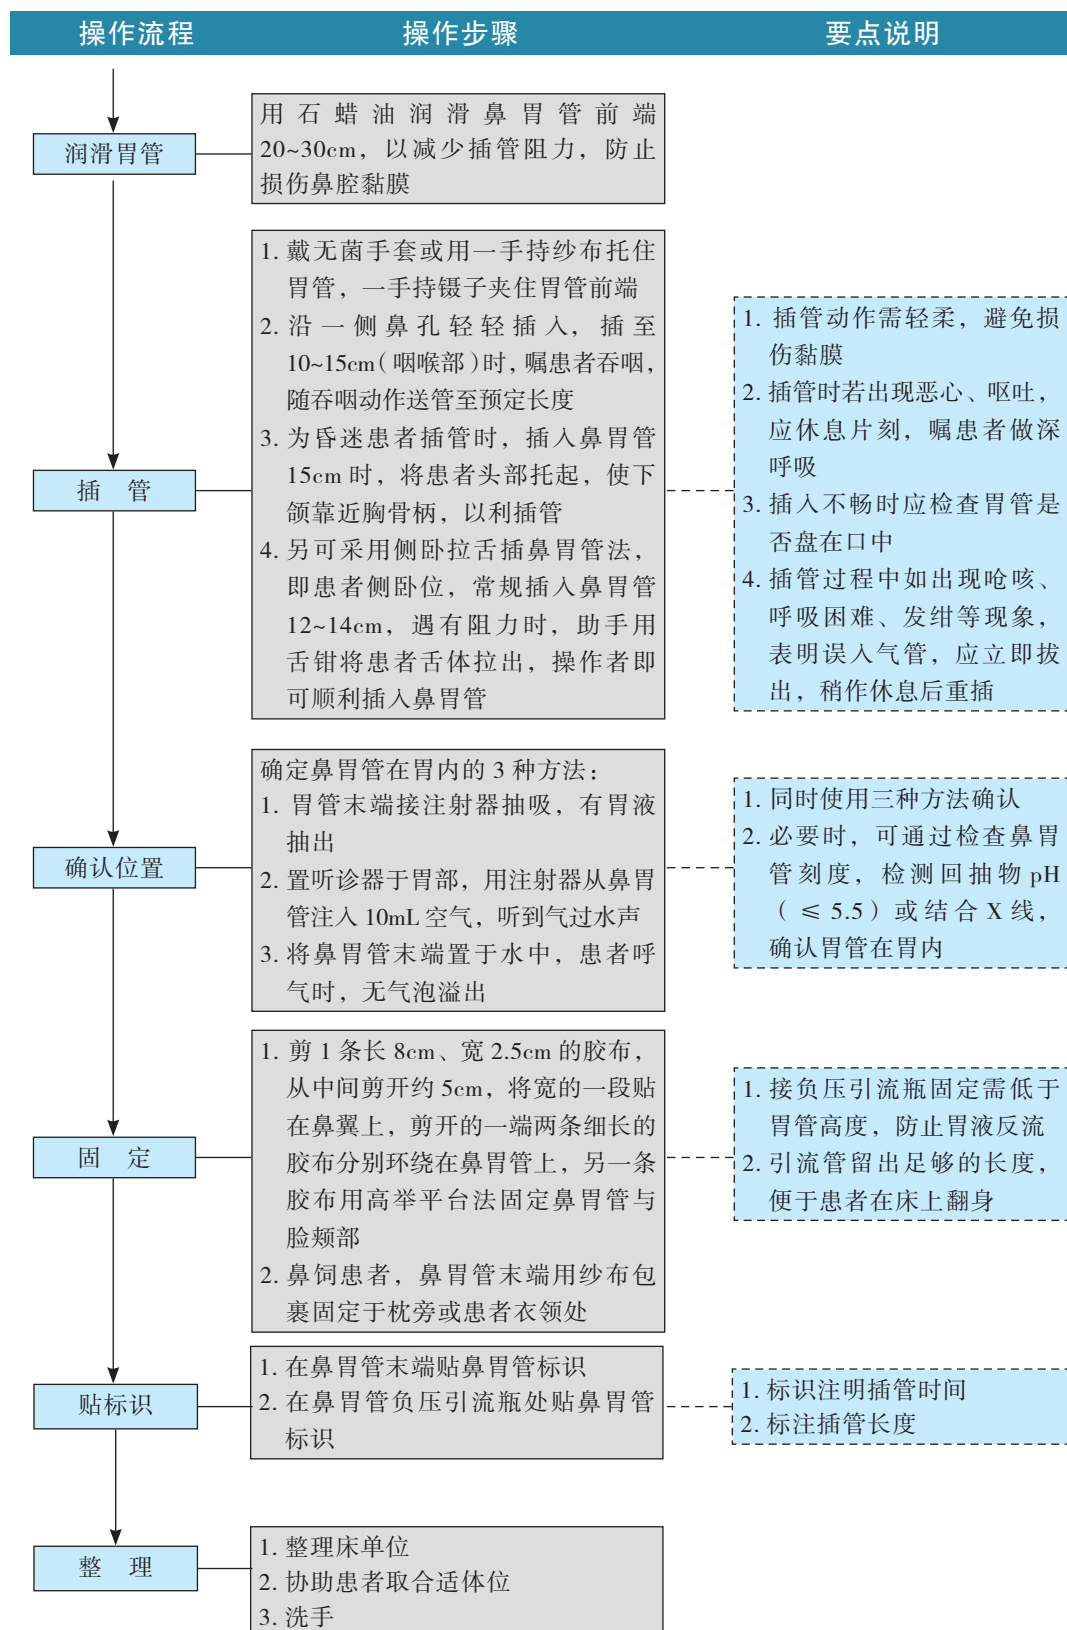 操作流程 操作步骤 要点说明
润滑胃管
用石蜡油润滑鼻胃管前端
20~30cm，以减少插管阻力，防止
损伤鼻腔黏膜
插 管
1. 戴无菌手套或用一手持纱布托住
胃管，一手持镊子夹住胃管前端
2. 沿一侧鼻孔轻轻插入，插至
10~15cm（咽喉部）时，嘱患者吞咽，
随吞咽动作送管至预定长度
3. 为昏迷患者插管时，插入鼻胃管
15cm 时，将患者头部托起，使下
颌靠近胸骨柄，以利插管
4. 另可采用侧卧拉舌插鼻胃管法，
即患者侧卧位，常规插入鼻胃管
12~14cm，遇有阻力时，助手用
舌钳将患者舌体拉出，操作者即
可顺利插入鼻胃管
1. 插管动作需轻柔，避免损
伤黏膜
2. 插管时若出现恶心、呕吐，
应休息片刻，嘱患者做深
呼吸
3. 插入不畅时应检查胃管是
否盘在口中
4. 插管过程中如出现呛咳、
呼吸困难、发绀等现象，
表明误入气管，应立即拔
出，稍作休息后重插
确认位置
确定鼻胃管在胃内的 3 种方法：
1. 胃管末端接注射器抽吸，有胃液
抽出
2. 置听诊器于胃部，用注射器从鼻胃
管注入 10mL 空气，听到气过水声
3. 将鼻胃管末端置于水中，患者呼
气时，无气泡溢出
1. 同时使用三种方法确认
2. 必要时，可通过检查鼻胃
管刻度，检测回抽物 pH
（≤ 5.5）或结合 X 线，
确认胃管在胃内
固 定
1. 剪 1 条长 8cm、宽 2.5cm 的胶布，
从中间剪开约 5cm，将宽的一段贴
在鼻翼上，剪开的一端两条细长的
胶布分别环绕在鼻胃管上，另一条
胶布用高举平台法固定鼻胃管与
脸颊部
2. 鼻饲患者，鼻胃管末端用纱布包
裹固定于枕旁或患者衣领处
1. 接负压引流瓶固定需低于
胃管高度，防止胃液反流
2. 引流管留出足够的长度，
便于患者在床上翻身
贴标识
1. 在鼻胃管末端贴鼻胃管标识
2. 在鼻胃管负压引流瓶处贴鼻胃管
标识
1. 标识注明插管时间
2. 标注插管长度
整 理
1. 整理床单位
2. 协助患者取合适体位
3. 洗手